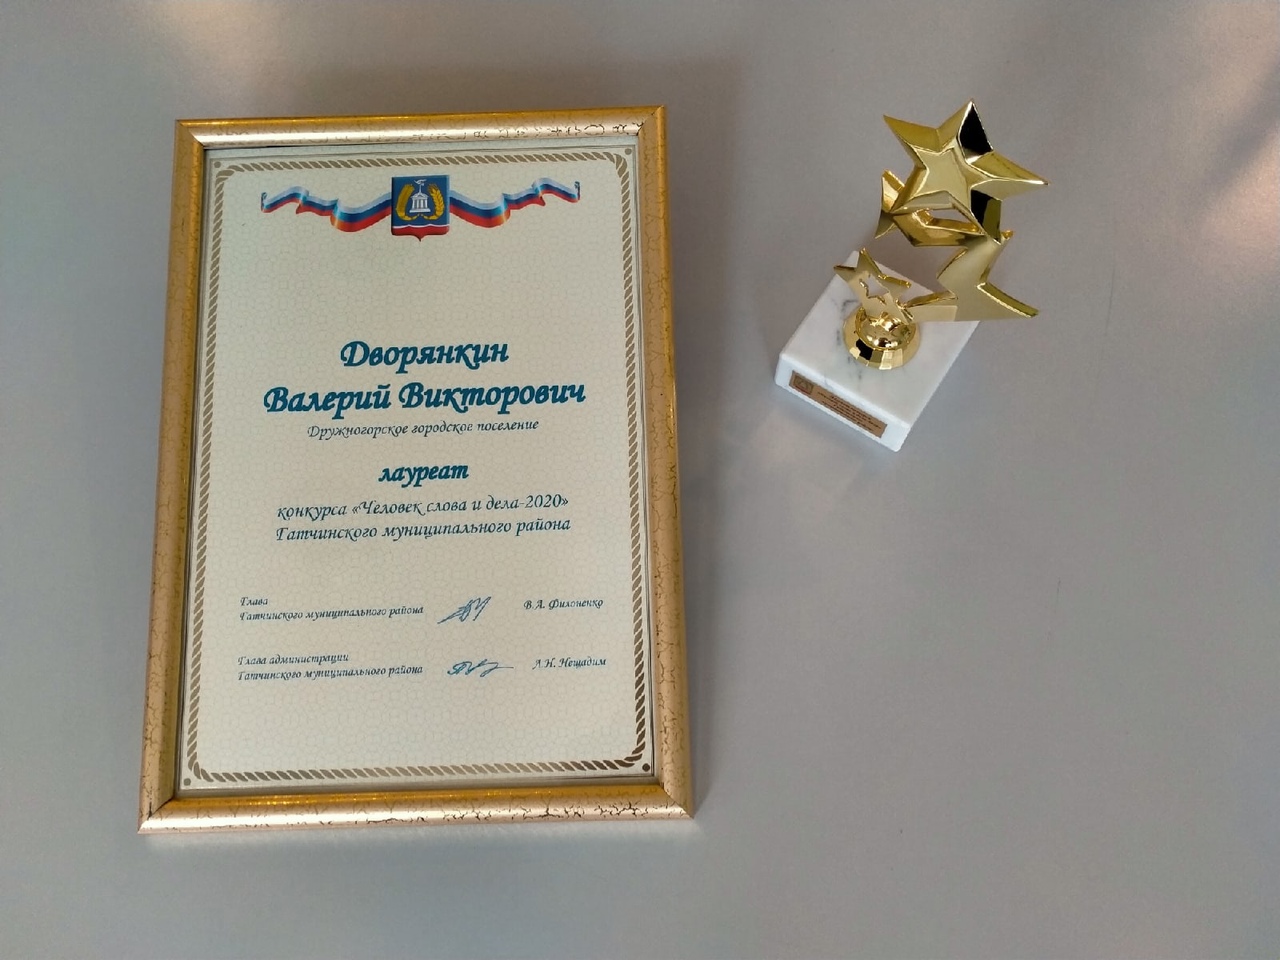 Дворянкин
Валерий Викторович
Дружногорское городское поселение
лауреат
конкурса «Человек слова и дела-2020»
Гатчинского муниципального района
Глава
Гатчинского муниципального района
В.А. Филоненко
Глава администрации
Гатчинского муниципального района
Л.Н. Нещадим